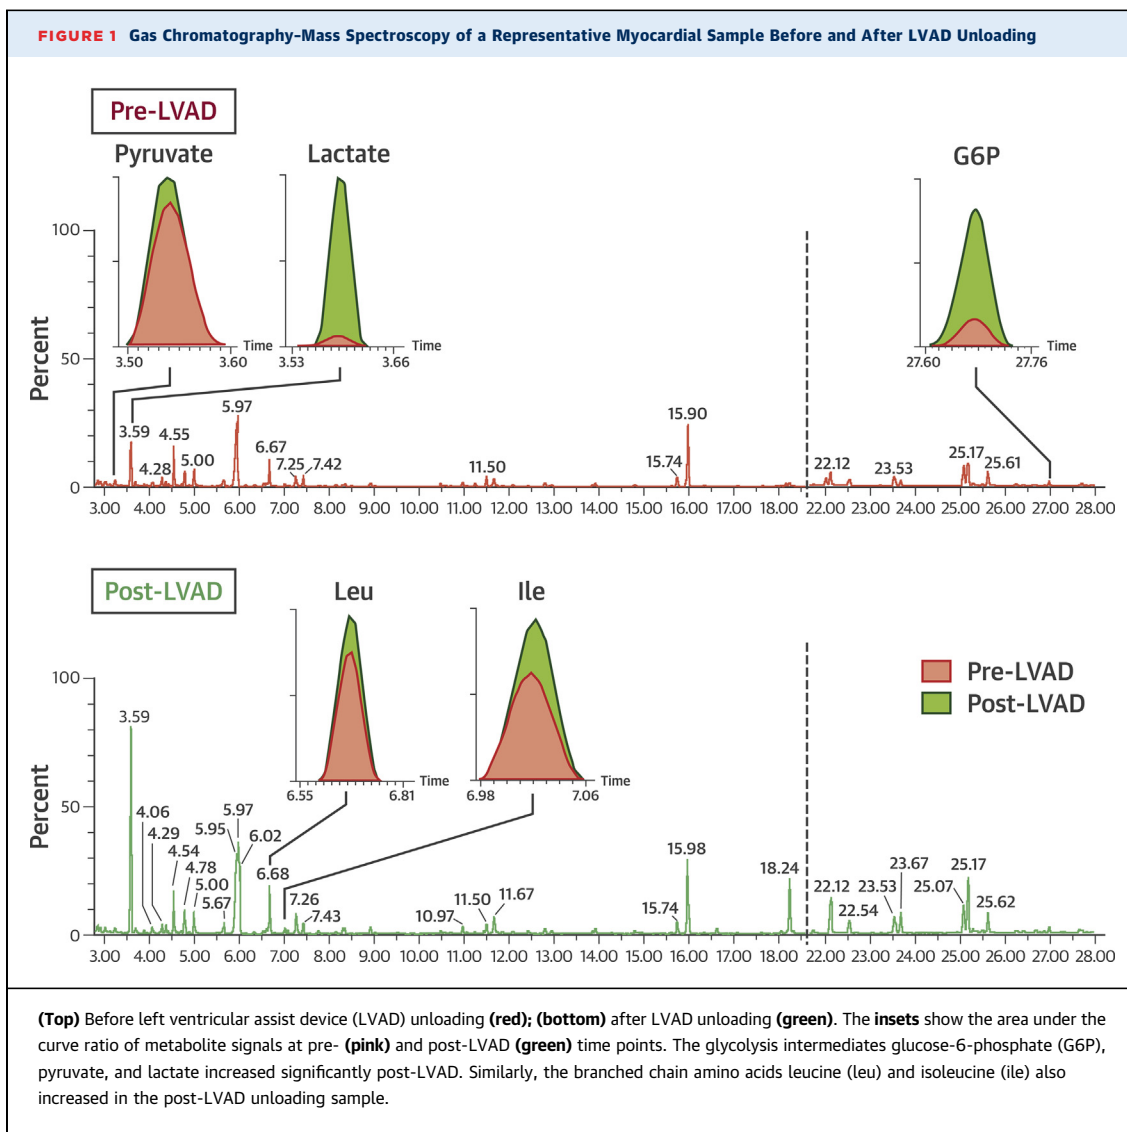 FIGURE 1 Gas Chromatography-Mass Spectroscopy of a Representative Myocardial Sample Before and After LVAD Unloading
Pre-LVAD
Pyruvate
Lactate
G6P
3.50 3.60 Time
3.53 3.66 Time
27.60 27.76 Time
Percent
100
50
0
3.59
4.28
4.55
5.00
5.97
6.67
7.25
7.42
11.50
15.74
15.90
22.12
23.53
25.17
25.61
3.00 4.00 5.00 6.00 7.00 8.00 9.00 10.00 11.00 12.00 13.00 14.00 15.00 16.00 17.00 22.00 23.00 24.00 25.00 26.00 27.00 28.00
Post-LVAD
Leu
Ile
6.55 6.81 Time
6.98 7.06 Time
Pre-LVAD
Post-LVAD
Percent
100
50
0
3.59
4.06
4.29
4.54
4.78
5.00
5.67
5.95
5.97
6.02
6.68
7.26
7.43
10.97
11.50
11.67
15.74
15.98
18.24
22.12
22.54
23.53
23.67
25.07
25.17
25.62
3.00 4.00 5.00 6.00 7.00 8.00 9.00 10.00 11.00 12.00 13.00 14.00 15.00 16.00 17.00 22.00 23.00 24.00 25.00 26.00 27.00 28.00
(Top) Before left ventricular assist device (LVAD) unloading (red); (bottom) after LVAD unloading (green). The insets show the area under the
curve ratio of metabolite signals at pre- (pink) and post-LVAD (green) time points. The glycolysis intermediates glucose-6-phosphate (G6P),
pyruvate, and lactate increased significantly post-LVAD. Similarly, the branched chain amino acids leucine (leu) and isoleucine (ile) also
increased in the post-LVAD unloading sample.